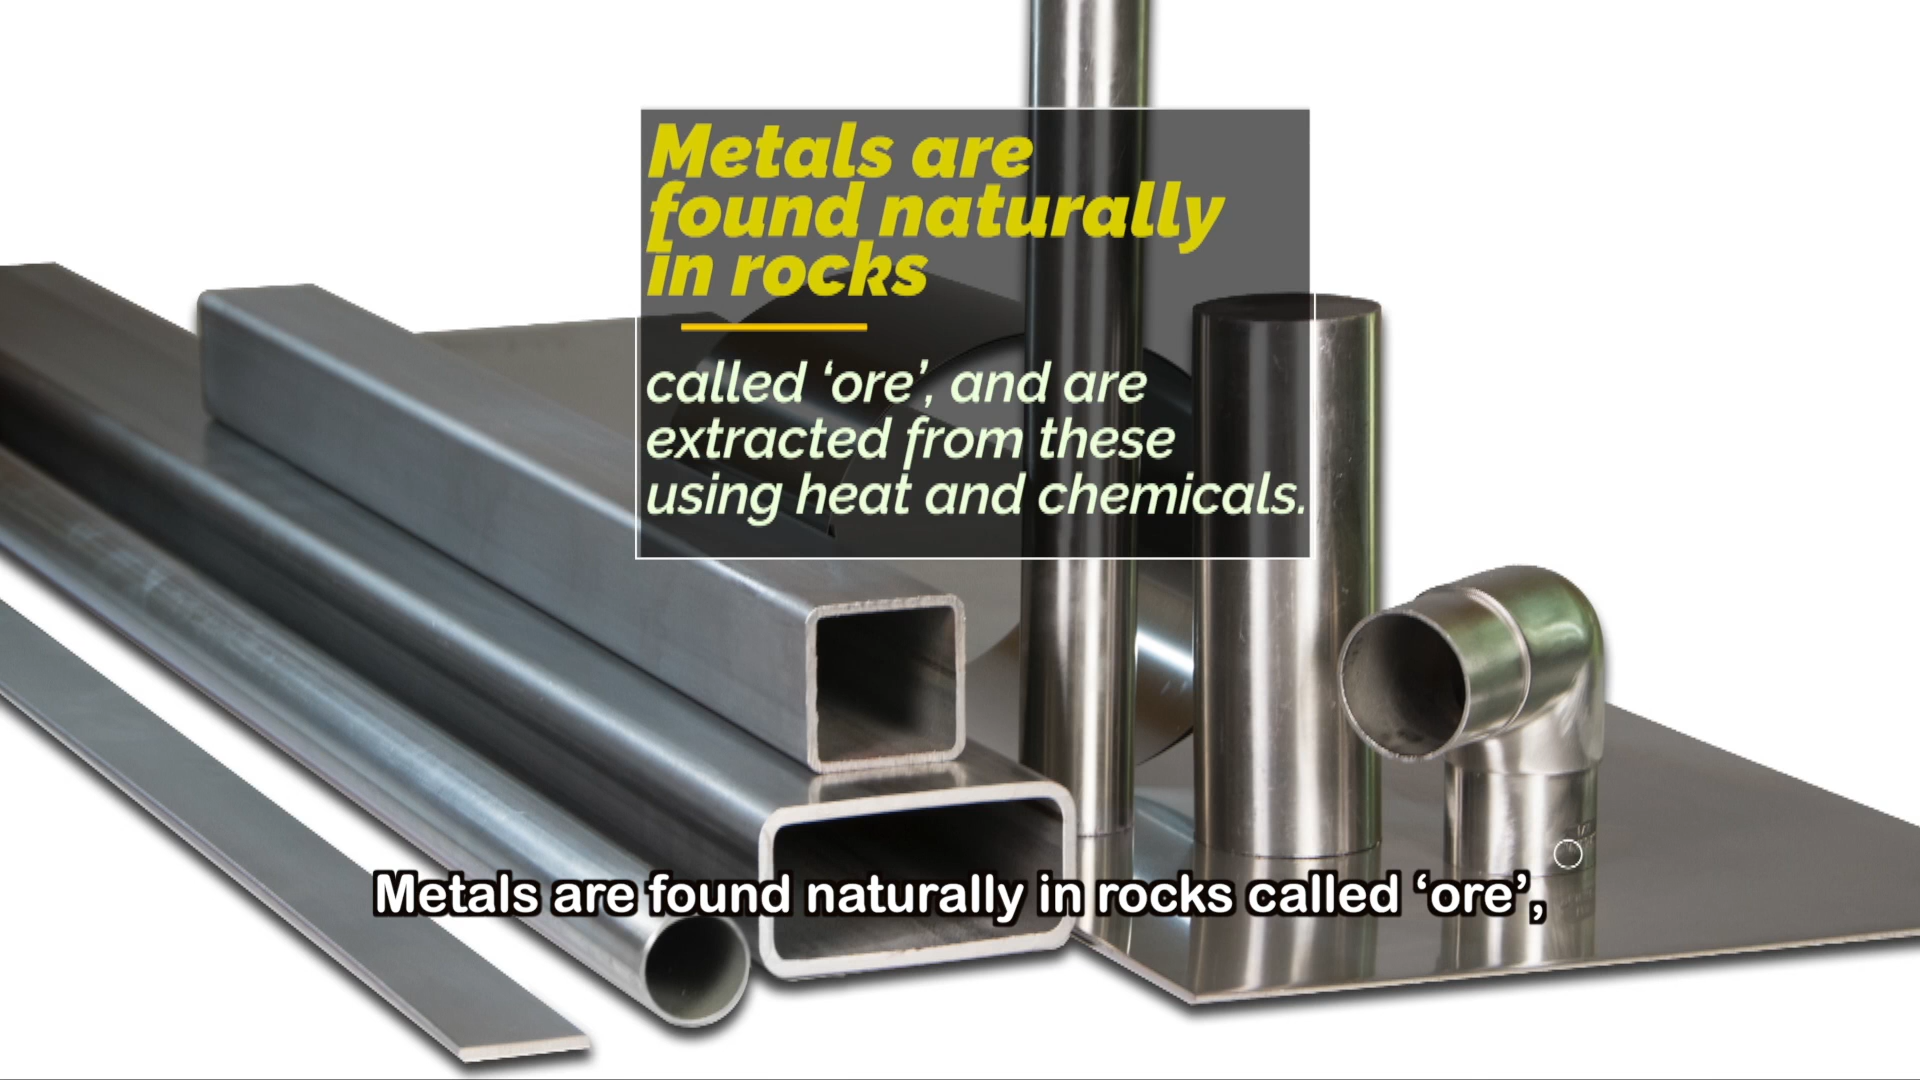 Metals are
found naturally
in rocks
called ‘ore’, and are
extracted from these
using heat and chemicals.
Metals are found naturally in rocks called ‘ore’,